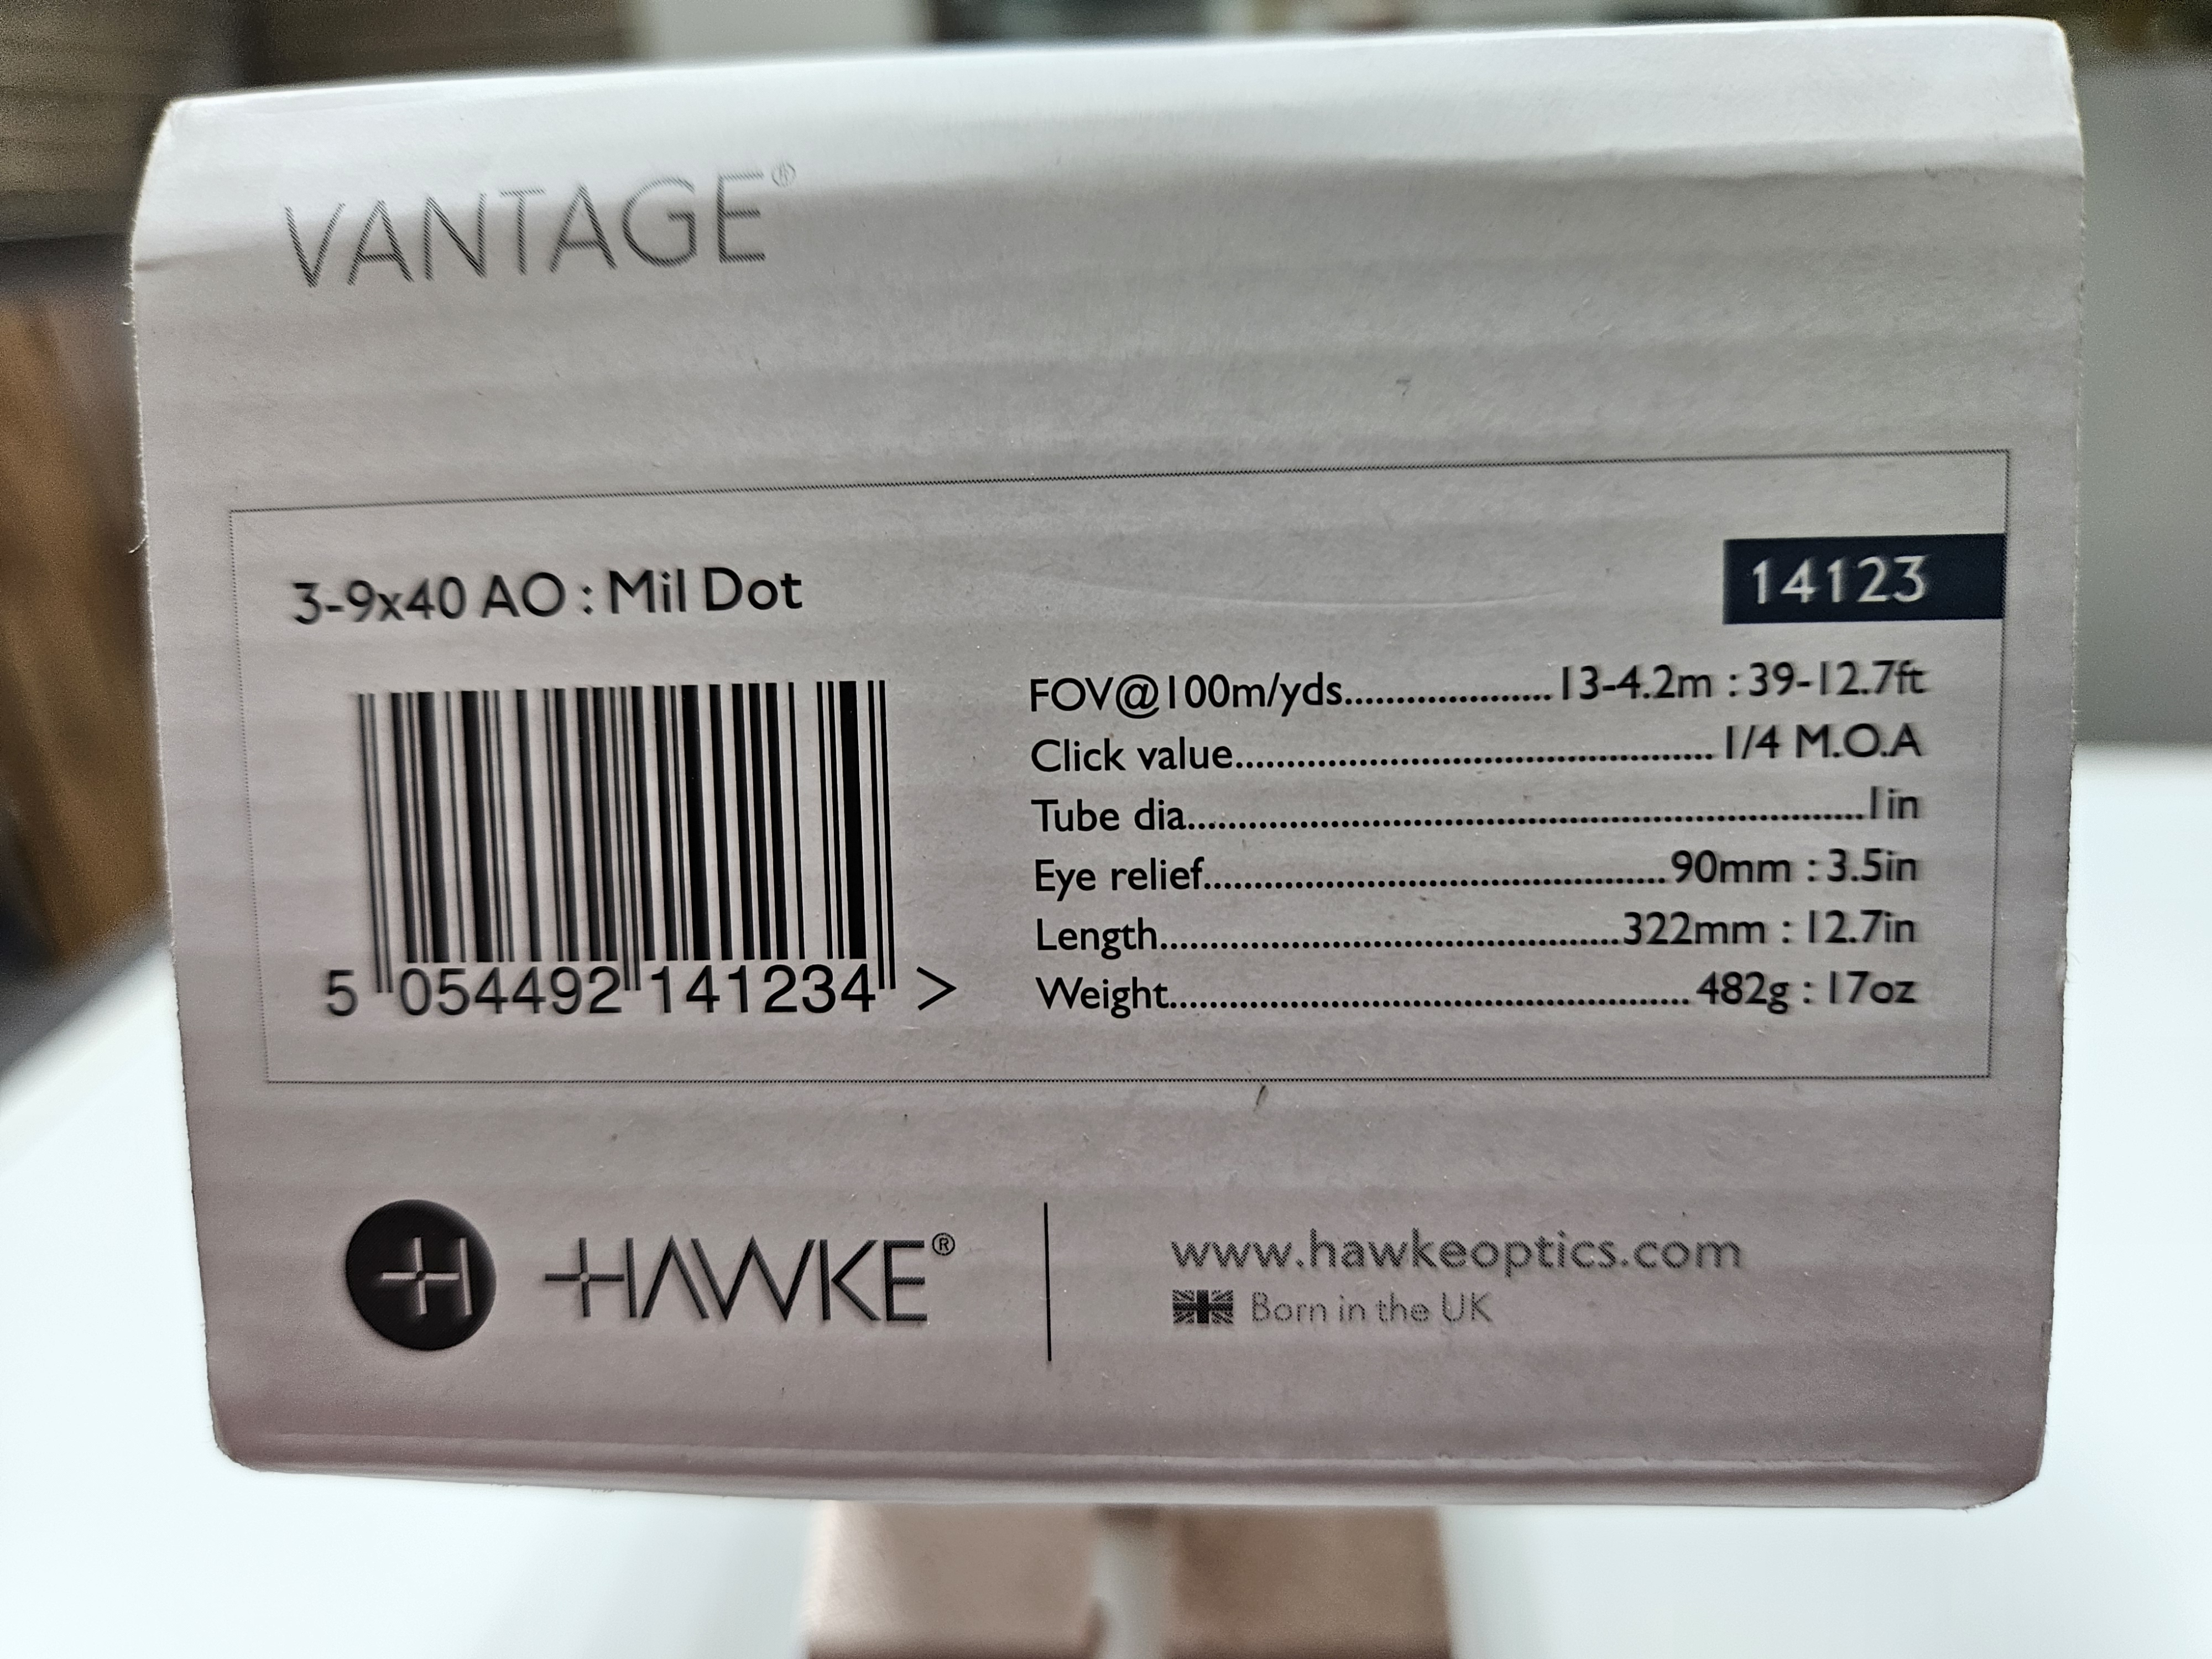 VANTAGE®
3-9x40 AO : Mil Dot
14123
FOV@100m/yds....................13-4.2m : 39-12.7ft
Click value...............................................1/4 M.O.A
Tube dia..................................................................1in
Eye relief.............................................90mm : 3.5in
Length.............................................322mm : 12.7in
Weight...................................................482g : 17oz
5 054492 141234 >
HAWKE®
www.hawkeoptics.com
Born in the UK